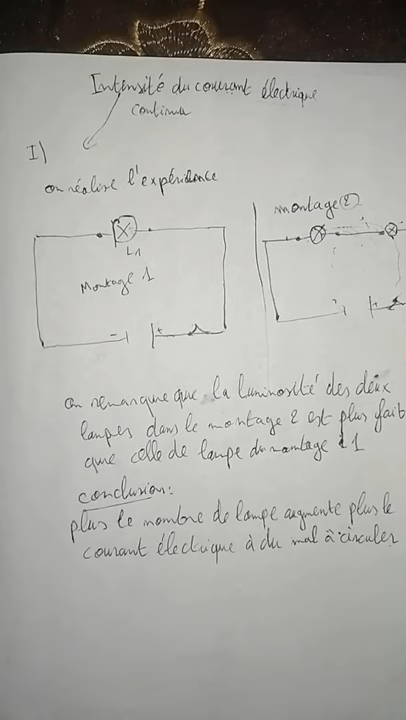 Intensité du courant électrique
continu
I)
on réalise l'expérience
montage(2)
L1
Montage 1
- +
- +
on remarque que la luminosité des deux
lampes dans le montage 2 est plus faib
que celle de lampe du montage 1
conclusion:
plus le nombre de lampe augmente plus le
courant électrique à du mal à circuler